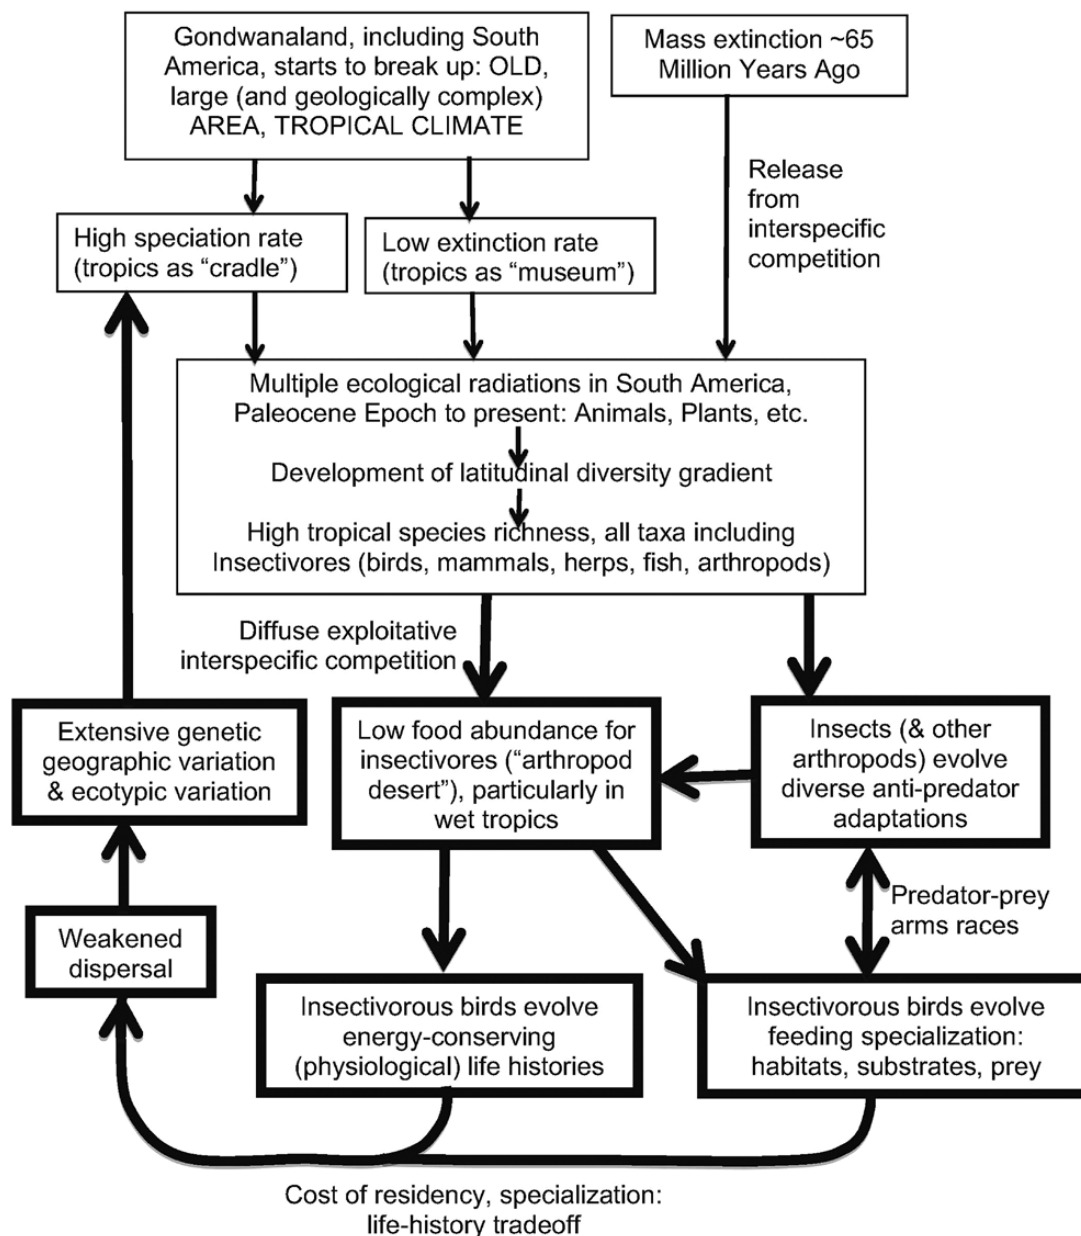 Gondwanaland, including South
America, starts to break up: OLD,
large (and geologically complex)
AREA, TROPICAL CLIMATE
Mass extinction ~65
Million Years Ago
Release
from
interspecific
competition
High speciation rate
(tropics as “cradle”)
Low extinction rate
(tropics as “museum”)
Multiple ecological radiations in South America,
Paleocene Epoch to present: Animals, Plants, etc.
Development of latitudinal diversity gradient
High tropical species richness, all taxa including
Insectivores (birds, mammals, herps, fish, arthropods)
Diffuse exploitative
interspecific competition
Extensive genetic
geographic variation
& ecotypic variation
Low food abundance for
insectivores (“arthropod
desert”), particularly in
wet tropics
Insects (& other
arthropods) evolve
diverse anti-predator
adaptations
Predator-prey
arms races
Weakened
dispersal
Insectivorous birds evolve
energy-conserving
(physiological) life histories
Insectivorous birds evolve
feeding specialization:
habitats, substrates, prey
Cost of residency, specialization:
life-history tradeoff